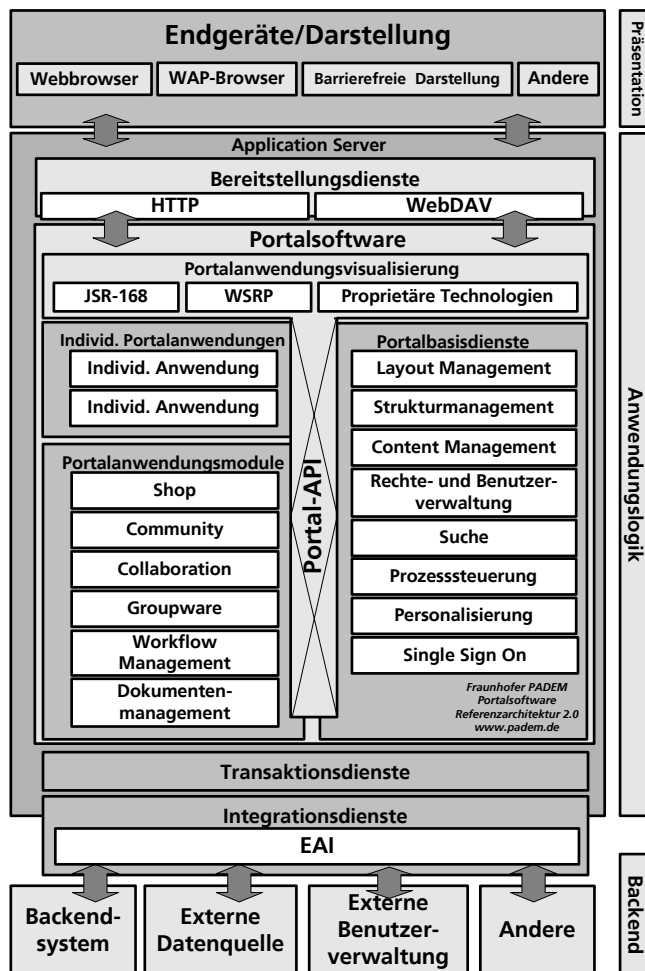 Endgeräte/Darstellung
Webbrowser
WAP-Browser
Barrierefreie Darstellung
Andere
Präsentation
Application Server
Bereitstellungsdienste
HTTP
WebDAV
Portalsoftware
Portalanwendungsvisualisierung
JSR-168
WSRP
Proprietäre Technologien
Individ. Portalanwendungen
Individ. Anwendung
Individ. Anwendung
Portalanwendungsmodule
Shop
Community
Collaboration
Groupware
Workflow
Management
Dokumenten-
management
Portal-API
Portalbasisdienste
Layout Management
Strukturmanagement
Content Management
Rechte- und Benutzer-
verwaltung
Suche
Prozesssteuerung
Personalisierung
Single Sign On
Fraunhofer PADEM
Portalsoftware
Referenzarchitektur 2.0
www.padem.de
Anwendungslogik
Transaktionsdienste
Integrationsdienste
EAI
Backend-
system
Externe
Datenquelle
Externe
Benutzer-
verwaltung
Andere
Backend